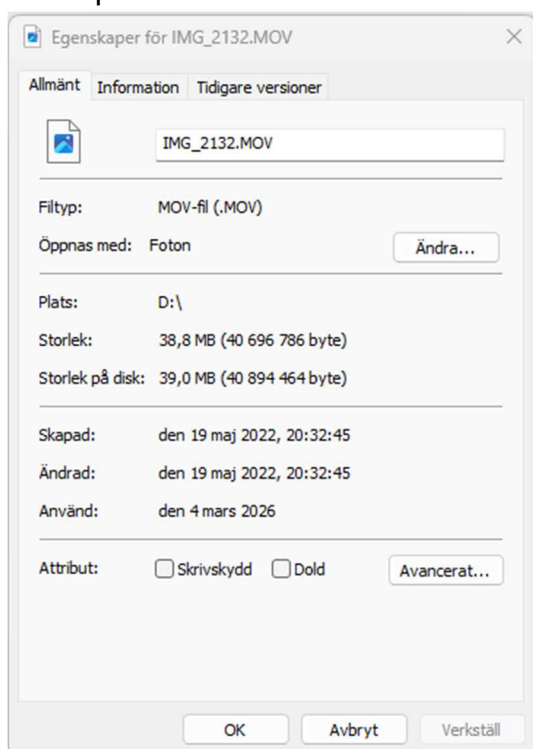 Egenskaper för IMG_2132.MOV
Allmänt Information Tidigare versioner
IMG_2132.MOV
Filtyp: MOV-fil (.MOV)
Öppnas med: Foton Ändra...
Plats: D:\
Storlek: 38,8 MB (40 696 786 byte)
Storlek på disk: 39,0 MB (40 894 464 byte)
Skapad: den 19 maj 2022, 20:32:45
Ändrad: den 19 maj 2022, 20:32:45
Använd: den 4 mars 2026
Attribut: Skrivskydd Dold Avancerat...
OK Avbryt Verkställ